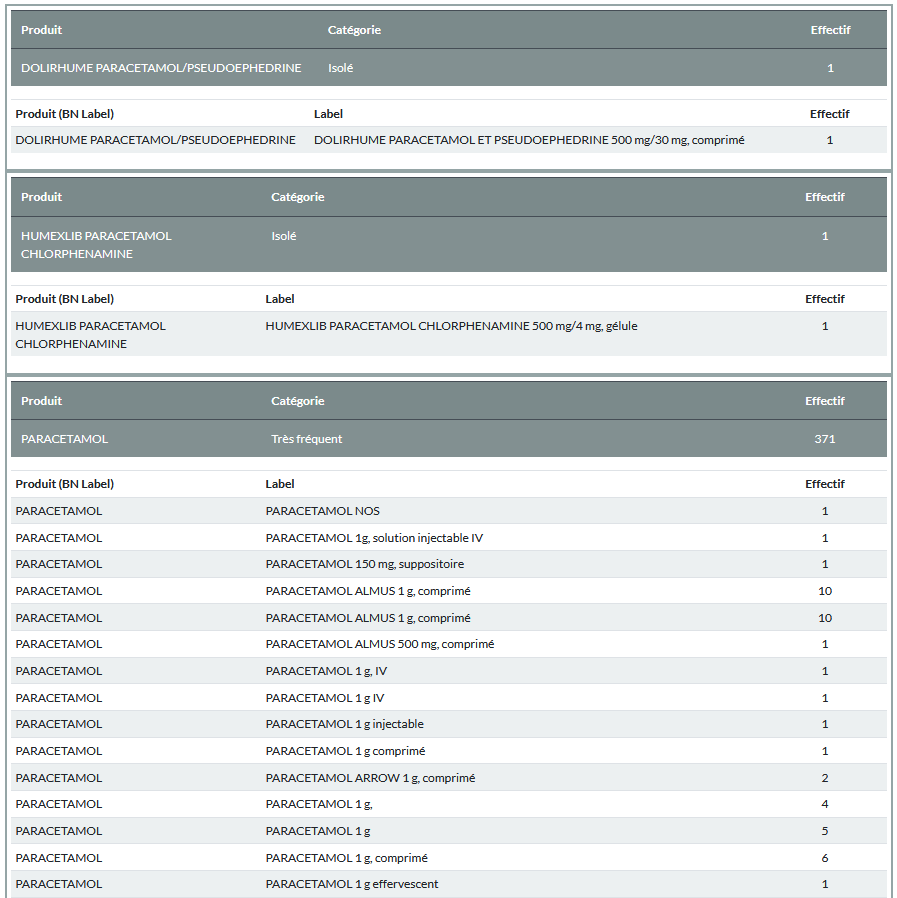 Produit Catégorie Effectif
DOLIRHUME PARACETAMOL/PSEUDOEPHEDRINE Isolé 1
Produit (BN Label) Label Effectif
DOLIRHUME PARACETAMOL/PSEUDOEPHEDRINE DOLIRHUME PARACETAMOL ET PSEUDOEPHEDRINE 500 mg/30 mg, comprimé 1
Produit Catégorie Effectif
HUMEXLIB PARACETAMOL Isolé 1
CHLORPHENAMINE
Produit (BN Label) Label Effectif
HUMEXLIB PARACETAMOL HUMEXLIB PARACETAMOL CHLORPHENAMINE 500 mg/4 mg, gélule 1
CHLORPHENAMINE
Produit Catégorie Effectif
PARACETAMOL Très fréquent 371
Produit (BN Label) Label Effectif
PARACETAMOL PARACETAMOL NOS 1
PARACETAMOL PARACETAMOL 1g, solution injectable IV 1
PARACETAMOL PARACETAMOL 150 mg, suppositoire 1
PARACETAMOL PARACETAMOL ALMUS 1 g, comprimé 10
PARACETAMOL PARACETAMOL ALMUS 1 g, comprimé 10
PARACETAMOL PARACETAMOL ALMUS 500 mg, comprimé 1
PARACETAMOL PARACETAMOL 1 g, IV 1
PARACETAMOL PARACETAMOL 1 g IV 1
PARACETAMOL PARACETAMOL 1 g injectable 1
PARACETAMOL PARACETAMOL 1 g comprimé 1
PARACETAMOL PARACETAMOL ARROW 1 g, comprimé 2
PARACETAMOL PARACETAMOL 1 g, 4
PARACETAMOL PARACETAMOL 1 g 5
PARACETAMOL PARACETAMOL 1 g, comprimé 6
PARACETAMOL PARACETAMOL 1 g effervescent 1